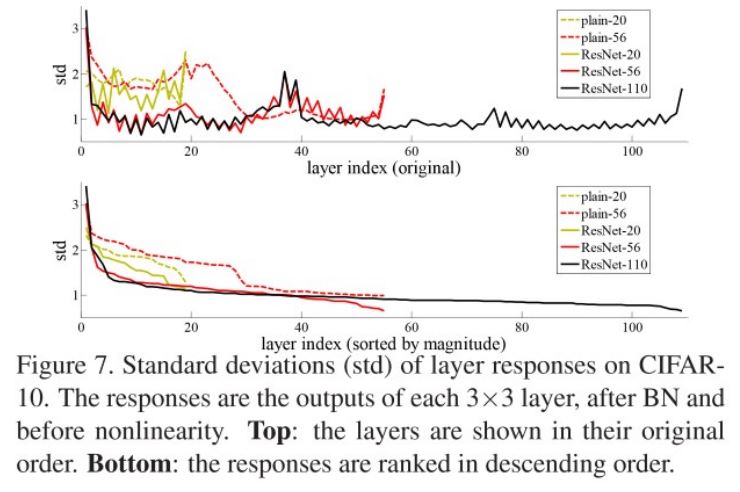 3
2
1
std
plain-20
plain-56
ResNet-20
ResNet-56
ResNet-110
0 20 40 60 80 100
layer index (original)
3
2
1
std
plain-20
plain-56
ResNet-20
ResNet-56
ResNet-110
0 20 40 60 80 100
layer index (sorted by magnitude)
Figure 7. Standard deviations (std) of layer responses on CIFAR-
10. The responses are the outputs of each 3×3 layer, after BN and
before nonlinearity. Top: the layers are shown in their original
order. Bottom: the responses are ranked in descending order.